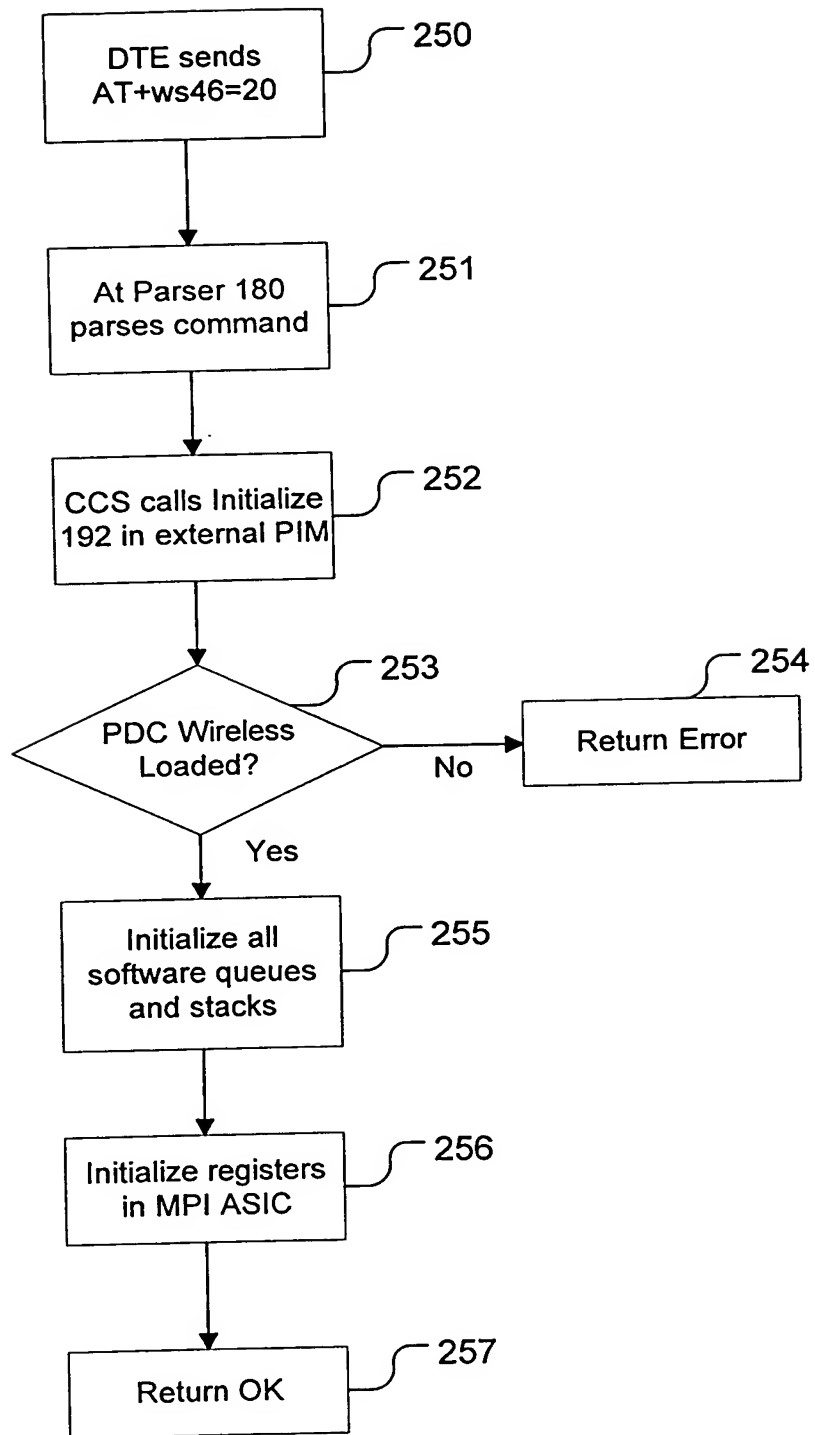 DTE sends
AT+ws46=20
250
At Parser 180
parses command
251
CCS calls Initialize
192 in external PIM
252
PDC Wireless
Loaded?
253
No
Return Error
254
Yes
Initialize all
software queues
and stacks
255
Initialize registers
in MPI ASIC
256
Return OK
257